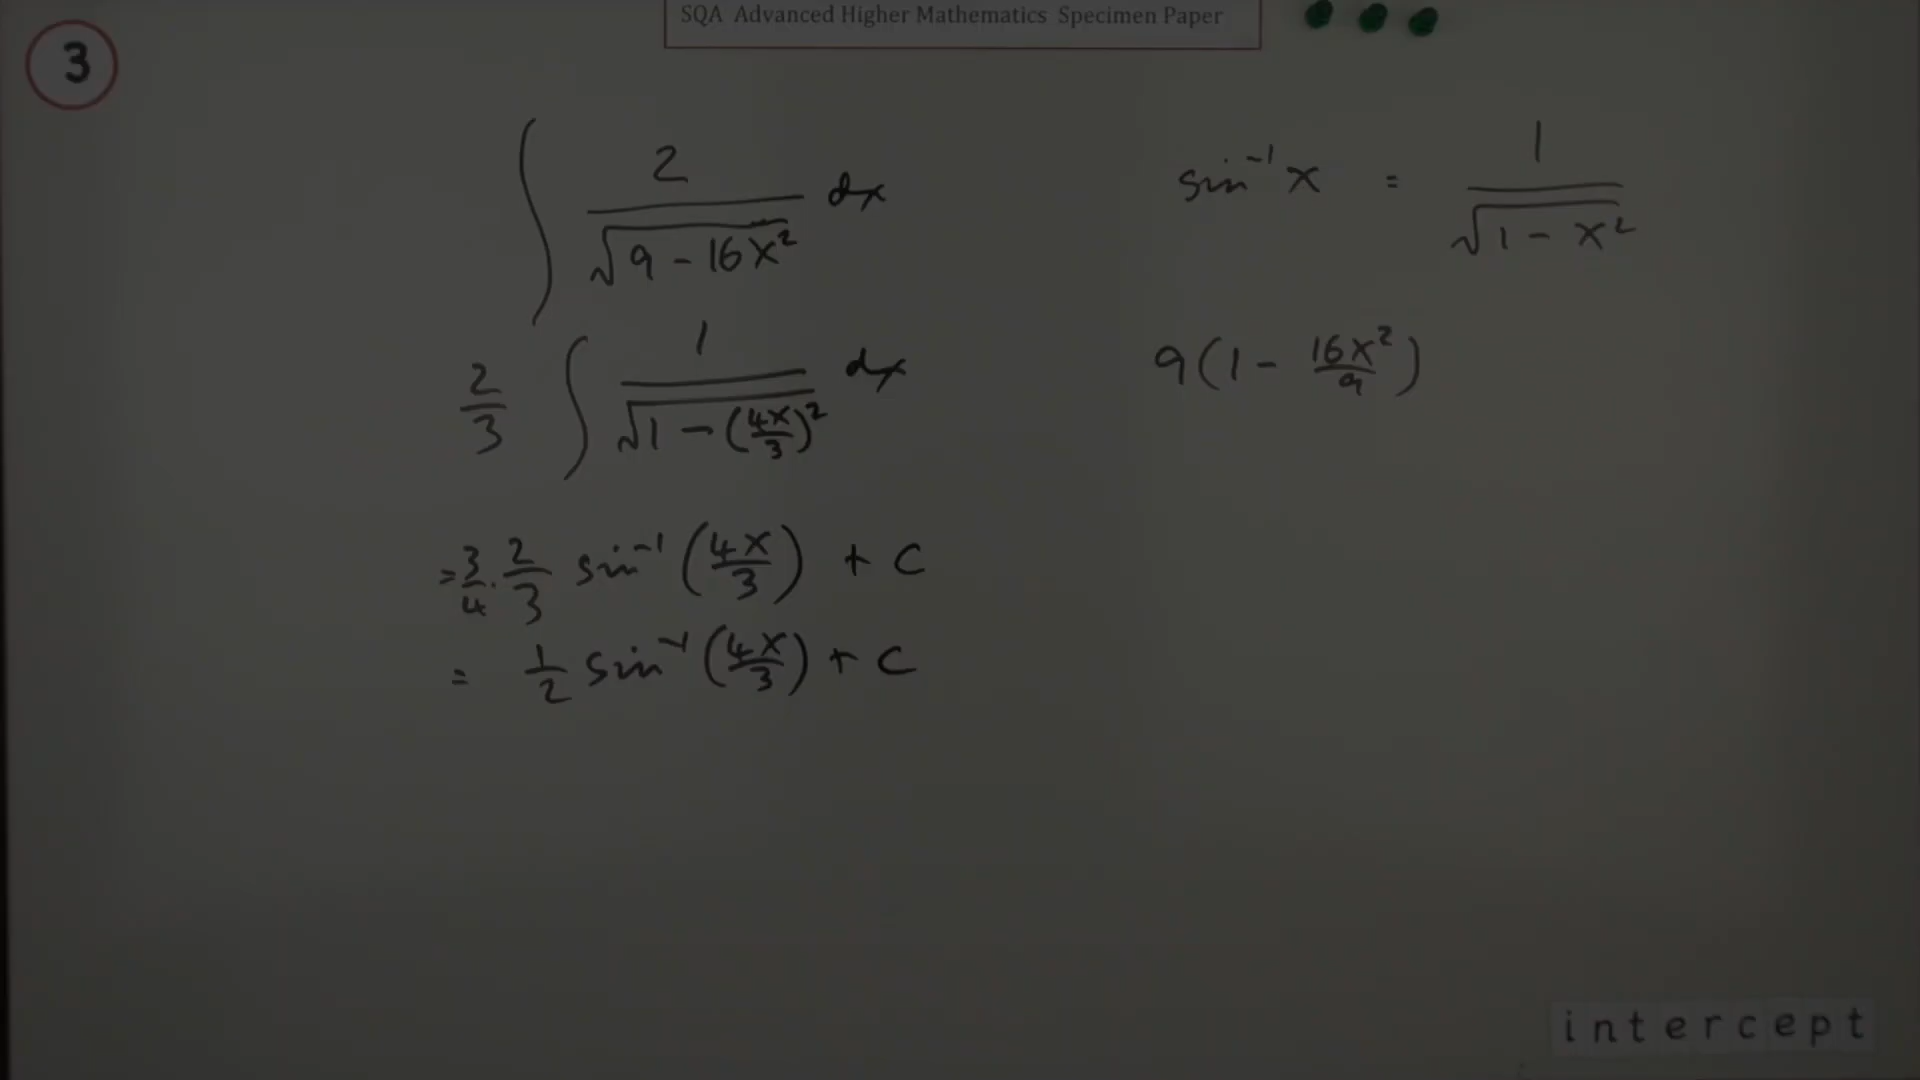 SQA Advanced Higher Mathematics Specimen Paper
3
∫ 2/√(9 - 16x²) dx
sin⁻¹ x = 1/√(1 - x²)
2/3 ∫ 1/√(1 - (4x/3)²) dx
9(1 - 16x²/9)
= 3/4 . 2/3 sin⁻¹ (4x/3) + C
= 1/2 sin⁻¹ (4x/3) + C
intercept